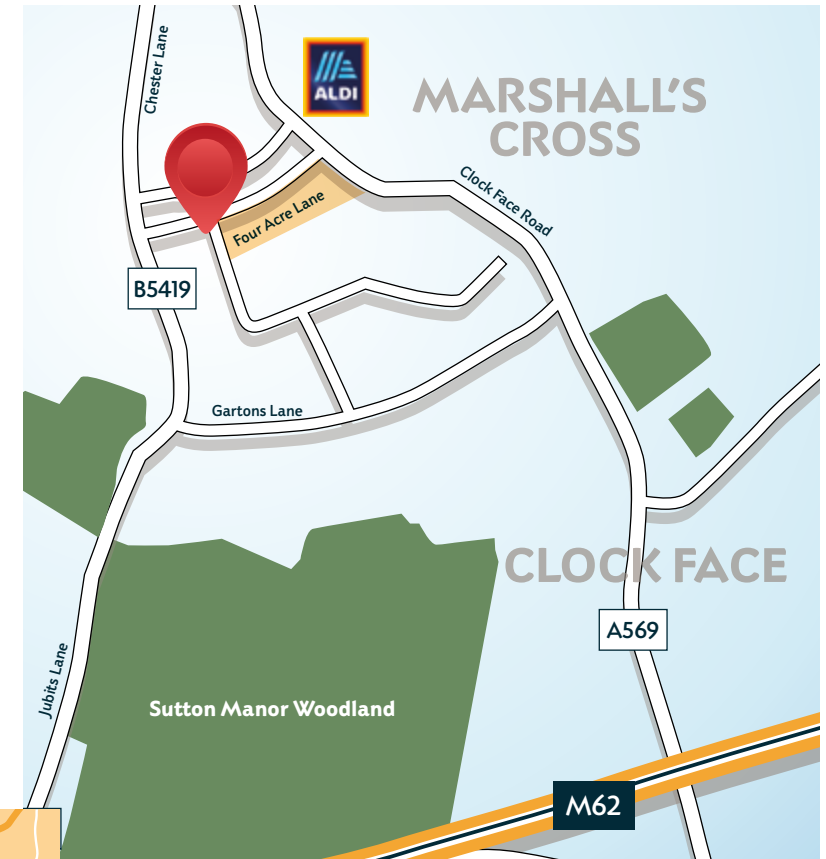 Chester Lane
ALDI
MARSHALL'S
CROSS
Clock Face Road
Four Acre Lane
B5419
Gartons Lane
CLOCK FACE
A569
Jubits Lane
Sutton Manor Woodland
M62